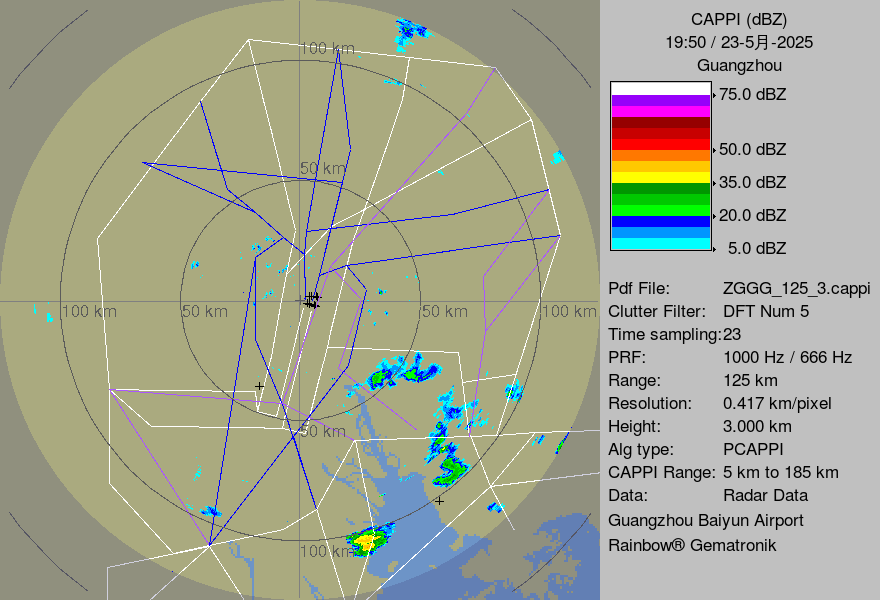 CAPPI (dBZ)
19:50 / 23-5月-2025
Guangzhou
75.0 dBZ
50.0 dBZ
35.0 dBZ
20.0 dBZ
5.0 dBZ
Pdf File: ZGGG_125_3.cappi
Clutter Filter: DFT Num 5
Time sampling:23
PRF: 1000 Hz / 666 Hz
Range: 125 km
Resolution: 0.417 km/pixel
Height: 3.000 km
Alg type: PCAPPI
CAPPI Range: 5 km to 185 km
Data: Radar Data
Guangzhou Baiyun Airport
Rainbow® Gematronik
100 km
50 km
100 km 50 km 50 km 100 km
50 km
100 km